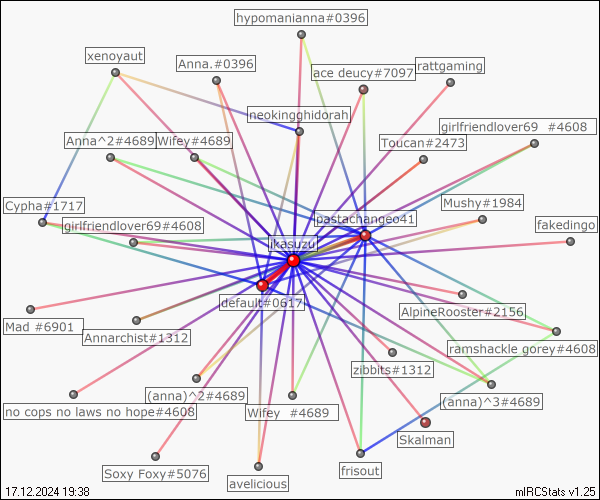 hypomanianna#0396
xenoyaut
Anna.#0396
rattgaming
ace deucy#7097
neokingghidorah
girlfriendlover69 #4608
Anna^2#4689
Wifey#4689
Toucan#2473
Cypha#1717
Mushy#1984
pastachangeo41
girlfriendlover69#4608
fakedingo
ikasuzu
default#0617
AlpineRooster#2156
Mad #6901
Annarchist#1312
ramshackle gorey#4608
zibbits#1312
(anna)^2#4689
(anna)^3#4689
no cops no laws no hope#4608
Wifey #4689
Skalman
Soxy Foxy#5076
frisout
avelicious
17.12.2024 19:38
mIRCStats v1.25